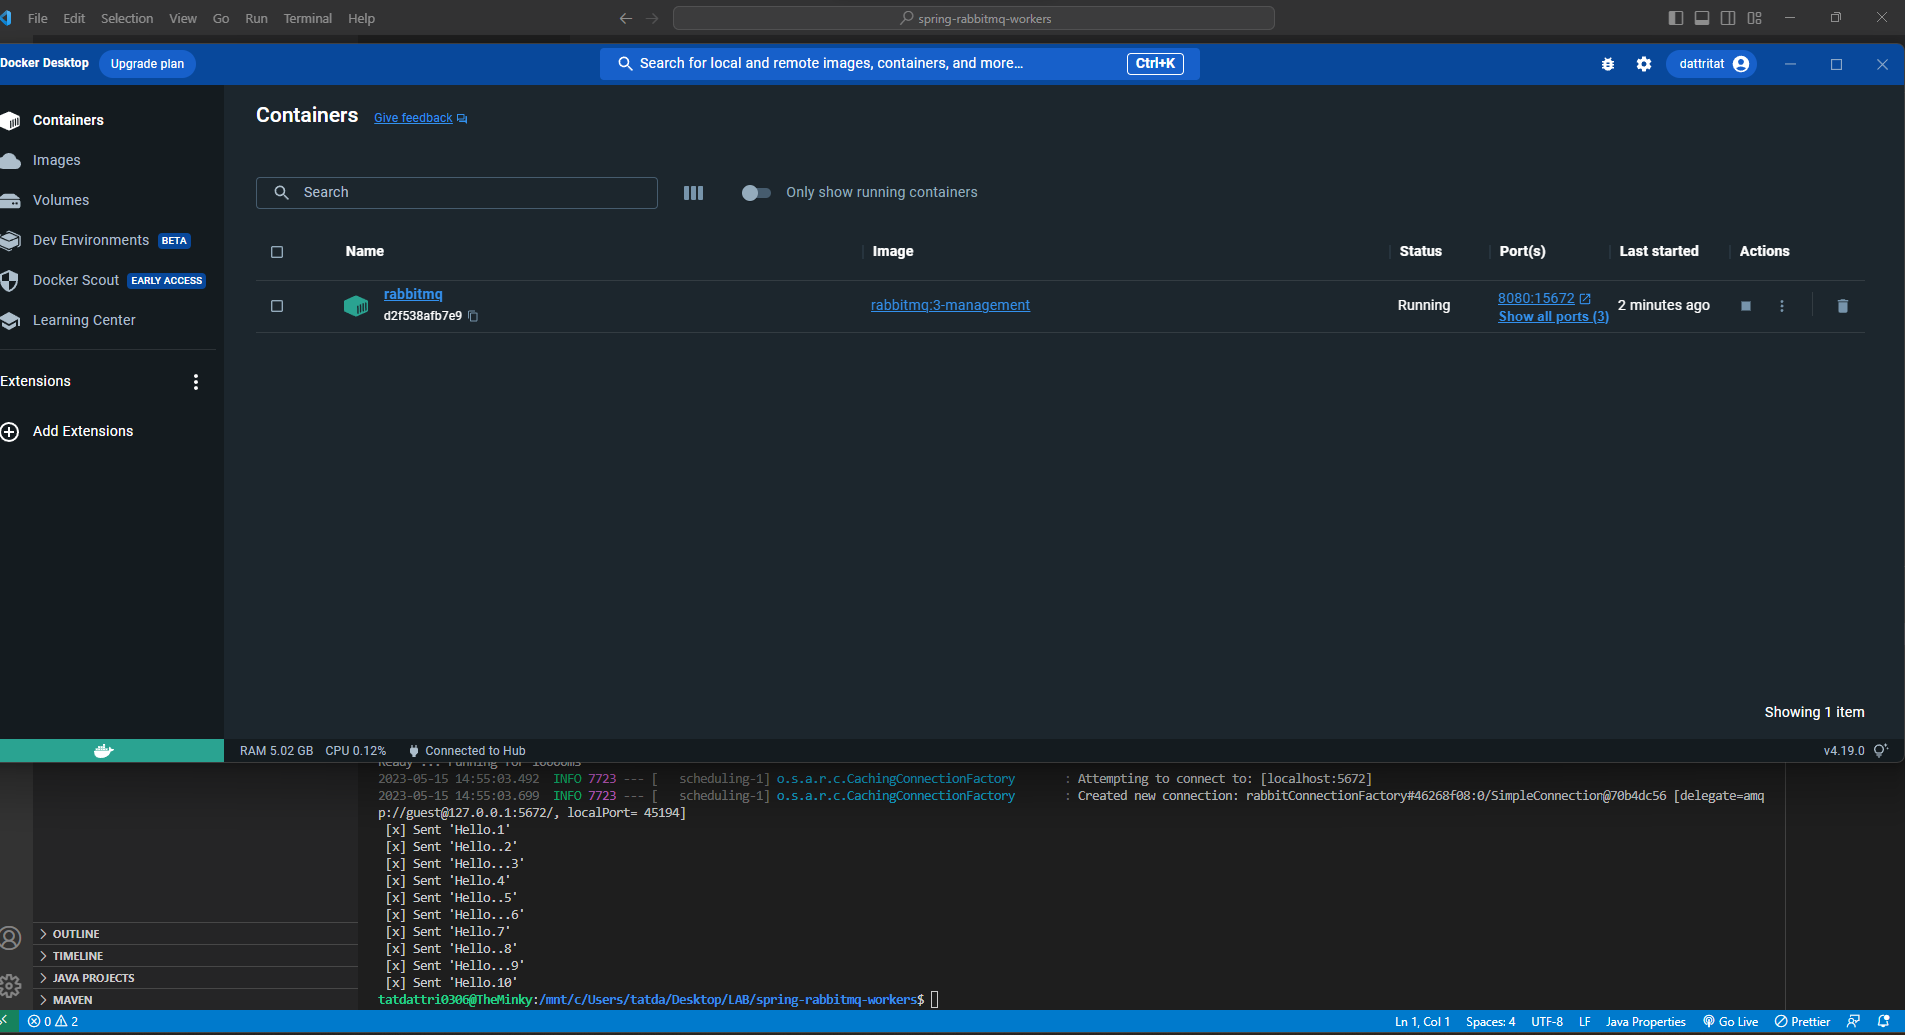 File Edit Selection View Go Run Terminal Help
spring-rabbitmq-workers
Docker Desktop Upgrade plan
Search for local and remote images, containers, and more... Ctrl+K
dattritat
Containers
Images
Volumes
Dev Environments BETA
Docker Scout EARLY ACCESS
Learning Center
Extensions
Add Extensions
Containers Give feedback
Search
Only show running containers
Name Image Status Port(s) Last started Actions
rabbitmq
d2f538afb7e9
rabbitmq:3-management
Running
8080:15672
Show all ports (3)
2 minutes ago
Showing 1 item
RAM 5.02 GB CPU 0.12% Connected to Hub
v4.19.0
Ready ... running for 10000ms
2023-05-15 14:55:03.492 INFO 7723 --- [ scheduling-1] o.s.a.r.c.CachingConnectionFactory : Attempting to connect to: [localhost:5672]
2023-05-15 14:55:03.699 INFO 7723 --- [ scheduling-1] o.s.a.r.c.CachingConnectionFactory : Created new connection: rabbitConnectionFactory#46268f08:0/SimpleConnection@70b4dc56 [delegate=amq
p://guest@127.0.0.1:5672/, localPort= 45194]
[x] Sent 'Hello.1'
[x] Sent 'Hello..2'
[x] Sent 'Hello...3'
[x] Sent 'Hello.4'
[x] Sent 'Hello..5'
[x] Sent 'Hello...6'
[x] Sent 'Hello.7'
[x] Sent 'Hello..8'
[x] Sent 'Hello...9'
[x] Sent 'Hello.10'
tatdattri0306@TheMinky:/mnt/c/Users/tatda/Desktop/LAB/spring-rabbitmq-workers$
OUTLINE
TIMELINE
JAVA PROJECTS
MAVEN
0 2
Ln 1, Col 1 Spaces: 4 UTF-8 LF Java Properties Go Live Prettier